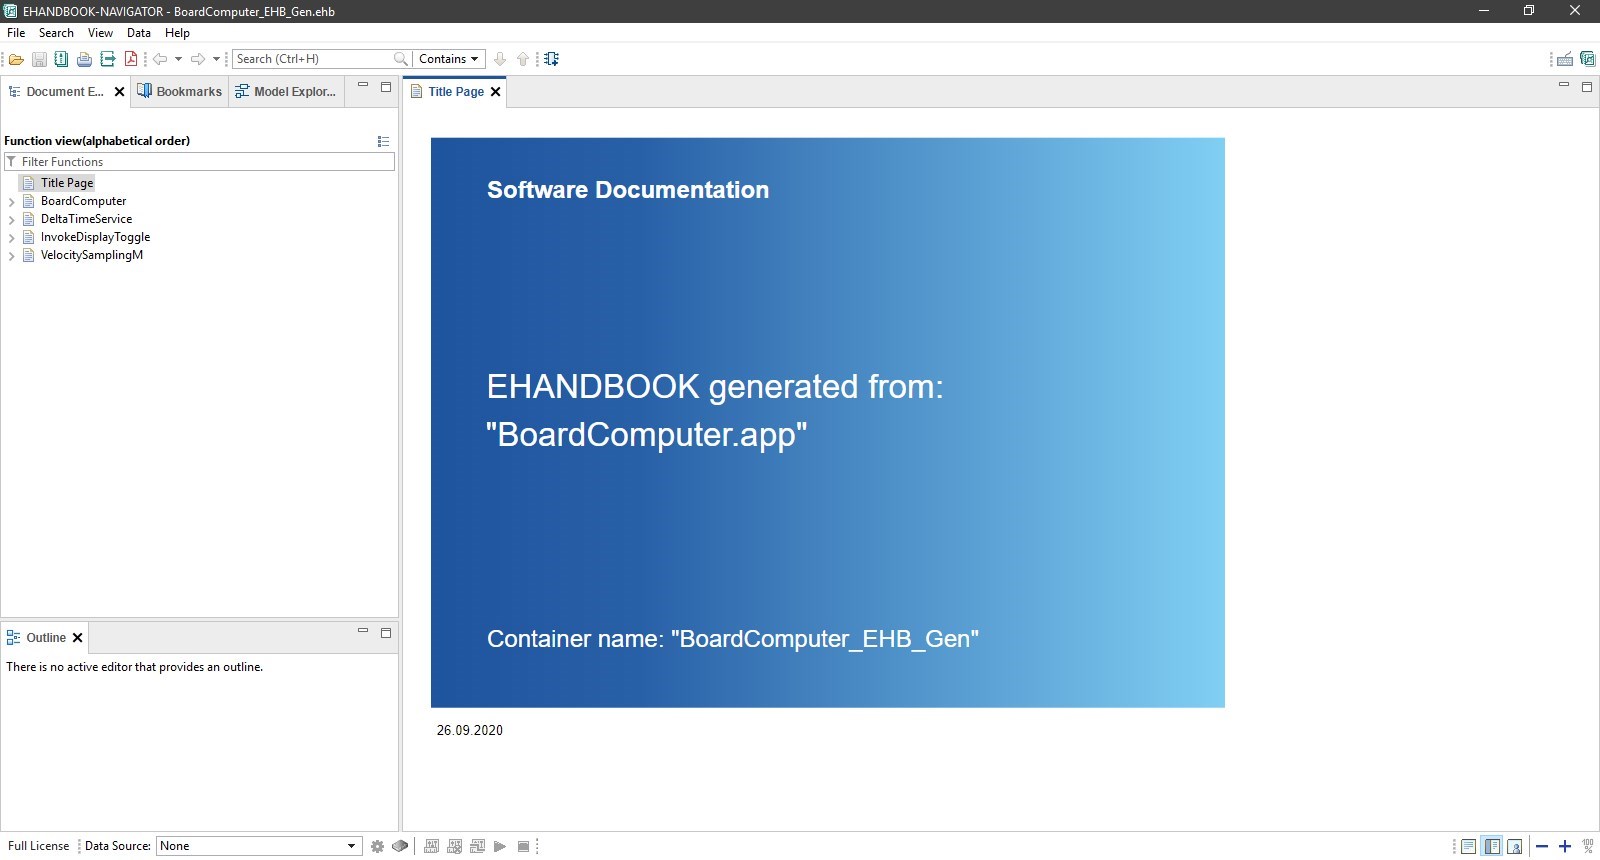 EHANDBOOK-NAVIGATOR - BoardComputer_EHB_Gen.ehb
File Search View Data Help
Search (Ctrl+H) Contains
Document E... Bookmarks Model Explor... Title Page
Function view(alphabetical order)
Filter Functions
Title Page
BoardComputer
DeltaTimeService
InvokeDisplayToggle
VelocitySamplingM
Software Documentation
EHANDBOOK generated from:
"BoardComputer.app"
Container name: "BoardComputer_EHB_Gen"
26.09.2020
Outline
There is no active editor that provides an outline.
Full License Data Source: None 100 %